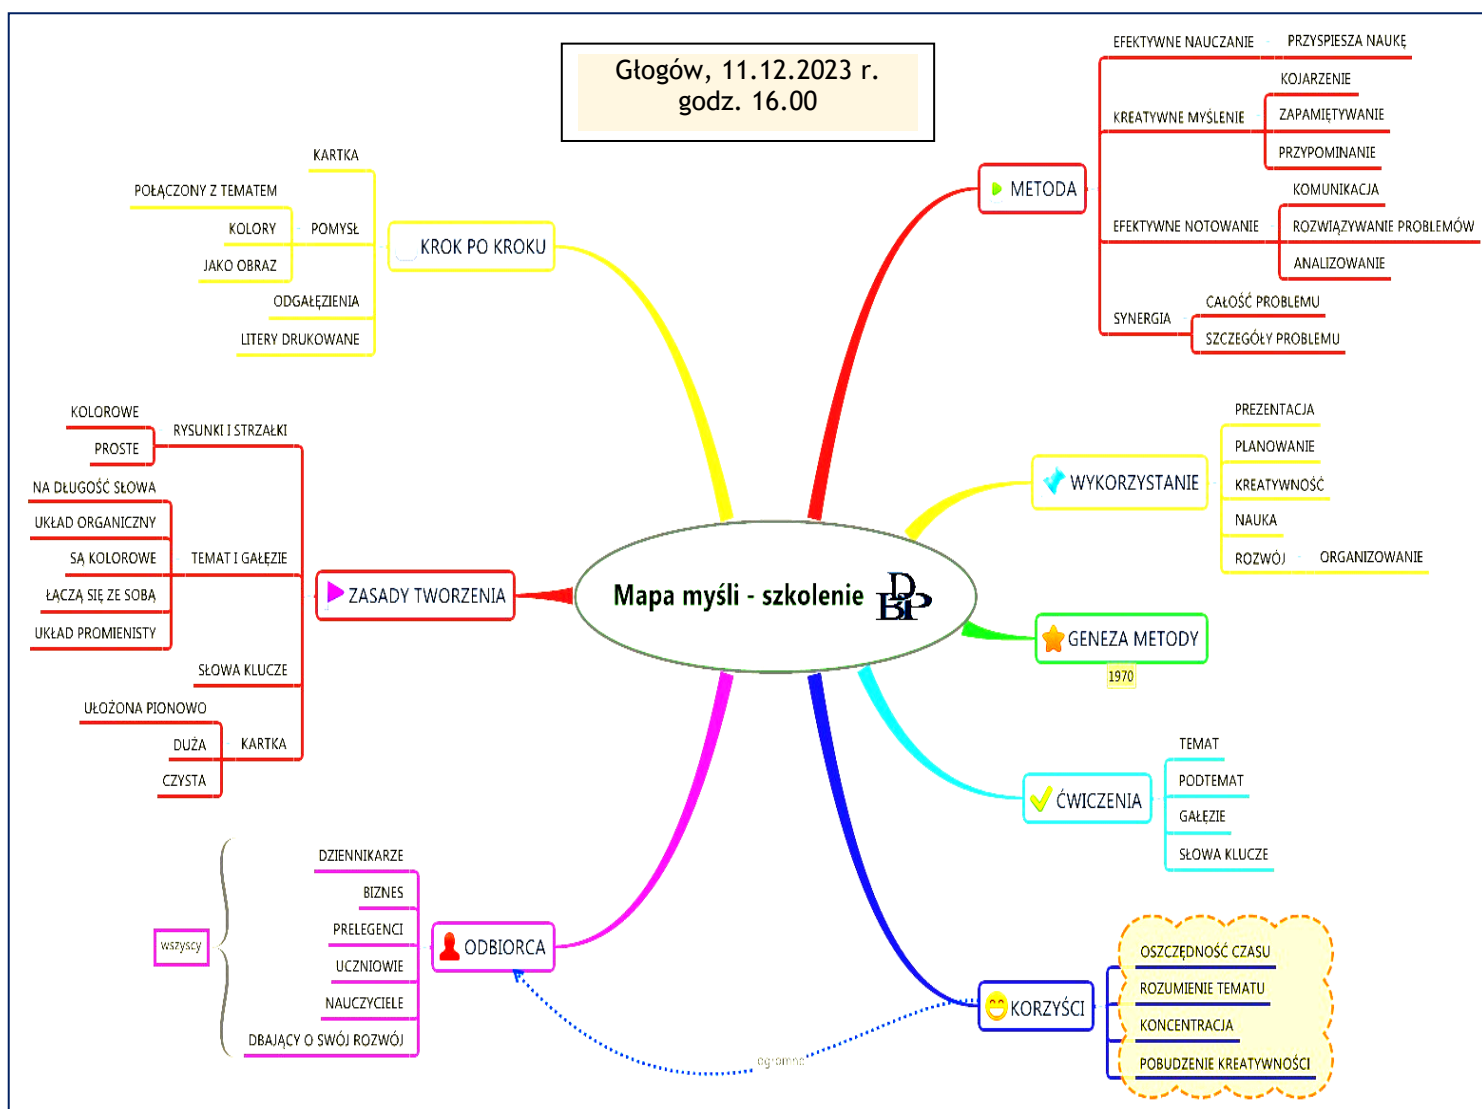 Głogów, 11.12.2023 r.
godz. 16.00
Mapa myśli - szkolenie
DBP
METODA
EFEKTYWNE NAUCZANIE
PRZYSPIESZA NAUKĘ
KREATYWNE MYŚLENIE
KOJARZENIE
ZAPAMIĘTYWANIE
PRZYPOMINANIE
EFEKTYWNE NOTOWANIE
KOMUNIKACJA
ROZWIĄZYWANIE PROBLEMÓW
ANALIZOWANIE
SYNERGIA
CAŁOŚĆ PROBLEMU
SZCZEGÓŁY PROBLEMU
WYKORZYSTANIE
PREZENTACJA
PLANOWANIE
KREATYWNOŚĆ
NAUKA
ROZWÓJ
ORGANIZOWANIE
GENEZA METODY
1970
ĆWICZENIA
TEMAT
PODTEMAT
GAŁĘZIE
SŁOWA KLUCZE
KORZYŚCI
OSZCZĘDNOŚĆ CZASU
ROZUMIENIE TEMATU
KONCENTRACJA
POBUDZENIE KREATYWNOŚCI
ogromne
ODBIORCA
DZIENNIKARZE
BIZNES
PRELEGENCI
UCZNIOWIE
NAUCZYCIELE
DBAJĄCY O SWÓJ ROZWÓJ
wszyscy
ZASADY TWORZENIA
RYSUNKI I STRZAŁKI
KOLOROWE
PROSTE
TEMAT I GAŁĘZIE
NA DŁUGOŚĆ SŁOWA
UKŁAD ORGANICZNY
SĄ KOLOROWE
ŁĄCZĄ SIĘ ZE SOBĄ
UKŁAD PROMIENISTY
SŁOWA KLUCZE
KARTKA
UŁOŻONA PIONOWO
DUŻA
CZYSTA
KROK PO KROKU
KARTKA
POMYSŁ
POŁĄCZONY Z TEMATEM
KOLORY
JAKO OBRAZ
ODGAŁĘZIENIA
LITERY DRUKOWANE